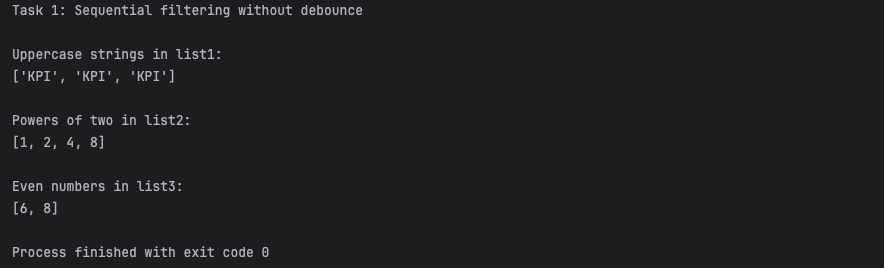 Task 1: Sequential filtering without debounce
Uppercase strings in list1:
['KPI', 'KPI', 'KPI']
Powers of two in list2:
[1, 2, 4, 8]
Even numbers in list3:
[6, 8]
Process finished with exit code 0